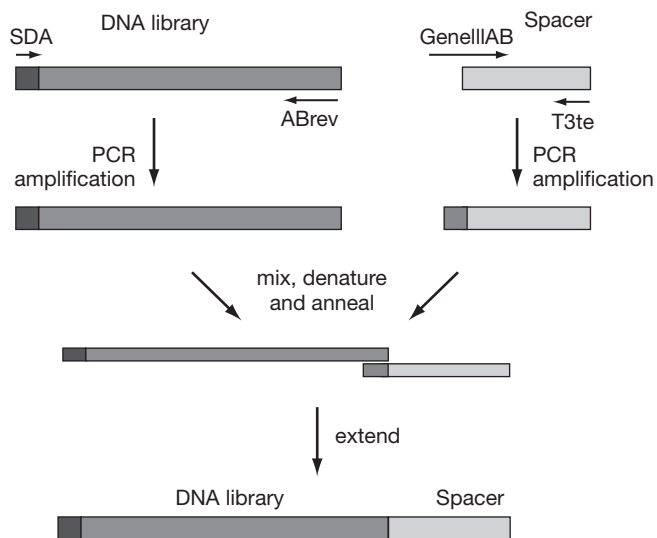 DNA library
SDA
ABrev
PCR
amplification
Spacer
GeneIIIAB
T3te
PCR
amplification
mix, denature
and anneal
extend
DNA library
Spacer